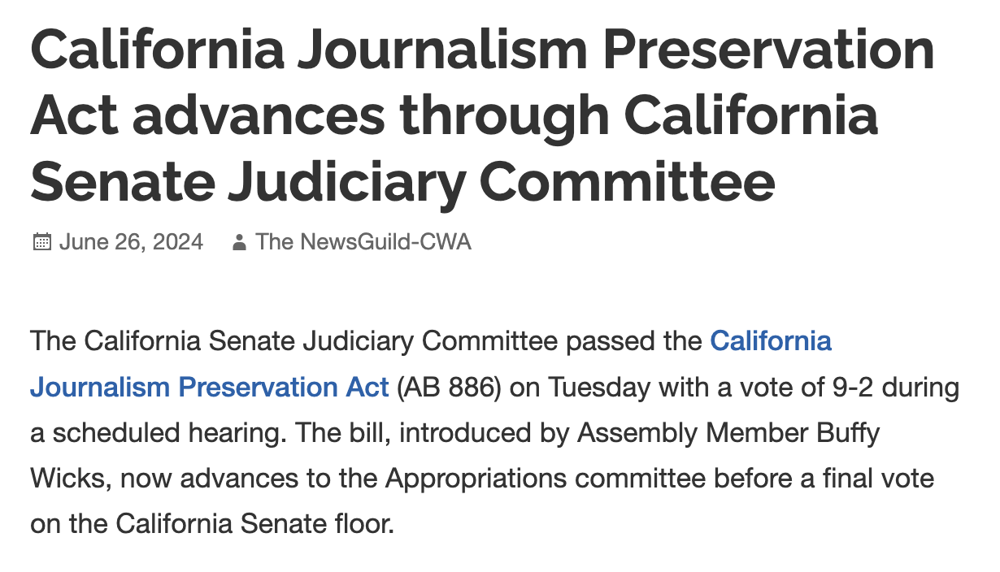 California Journalism Preservation
Act advances through California
Senate Judiciary Committee
June 26, 2024 The NewsGuild-CWA
The California Senate Judiciary Committee passed the California
Journalism Preservation Act (AB 886) on Tuesday with a vote of 9-2 during
a scheduled hearing. The bill, introduced by Assembly Member Buffy
Wicks, now advances to the Appropriations committee before a final vote
on the California Senate floor.